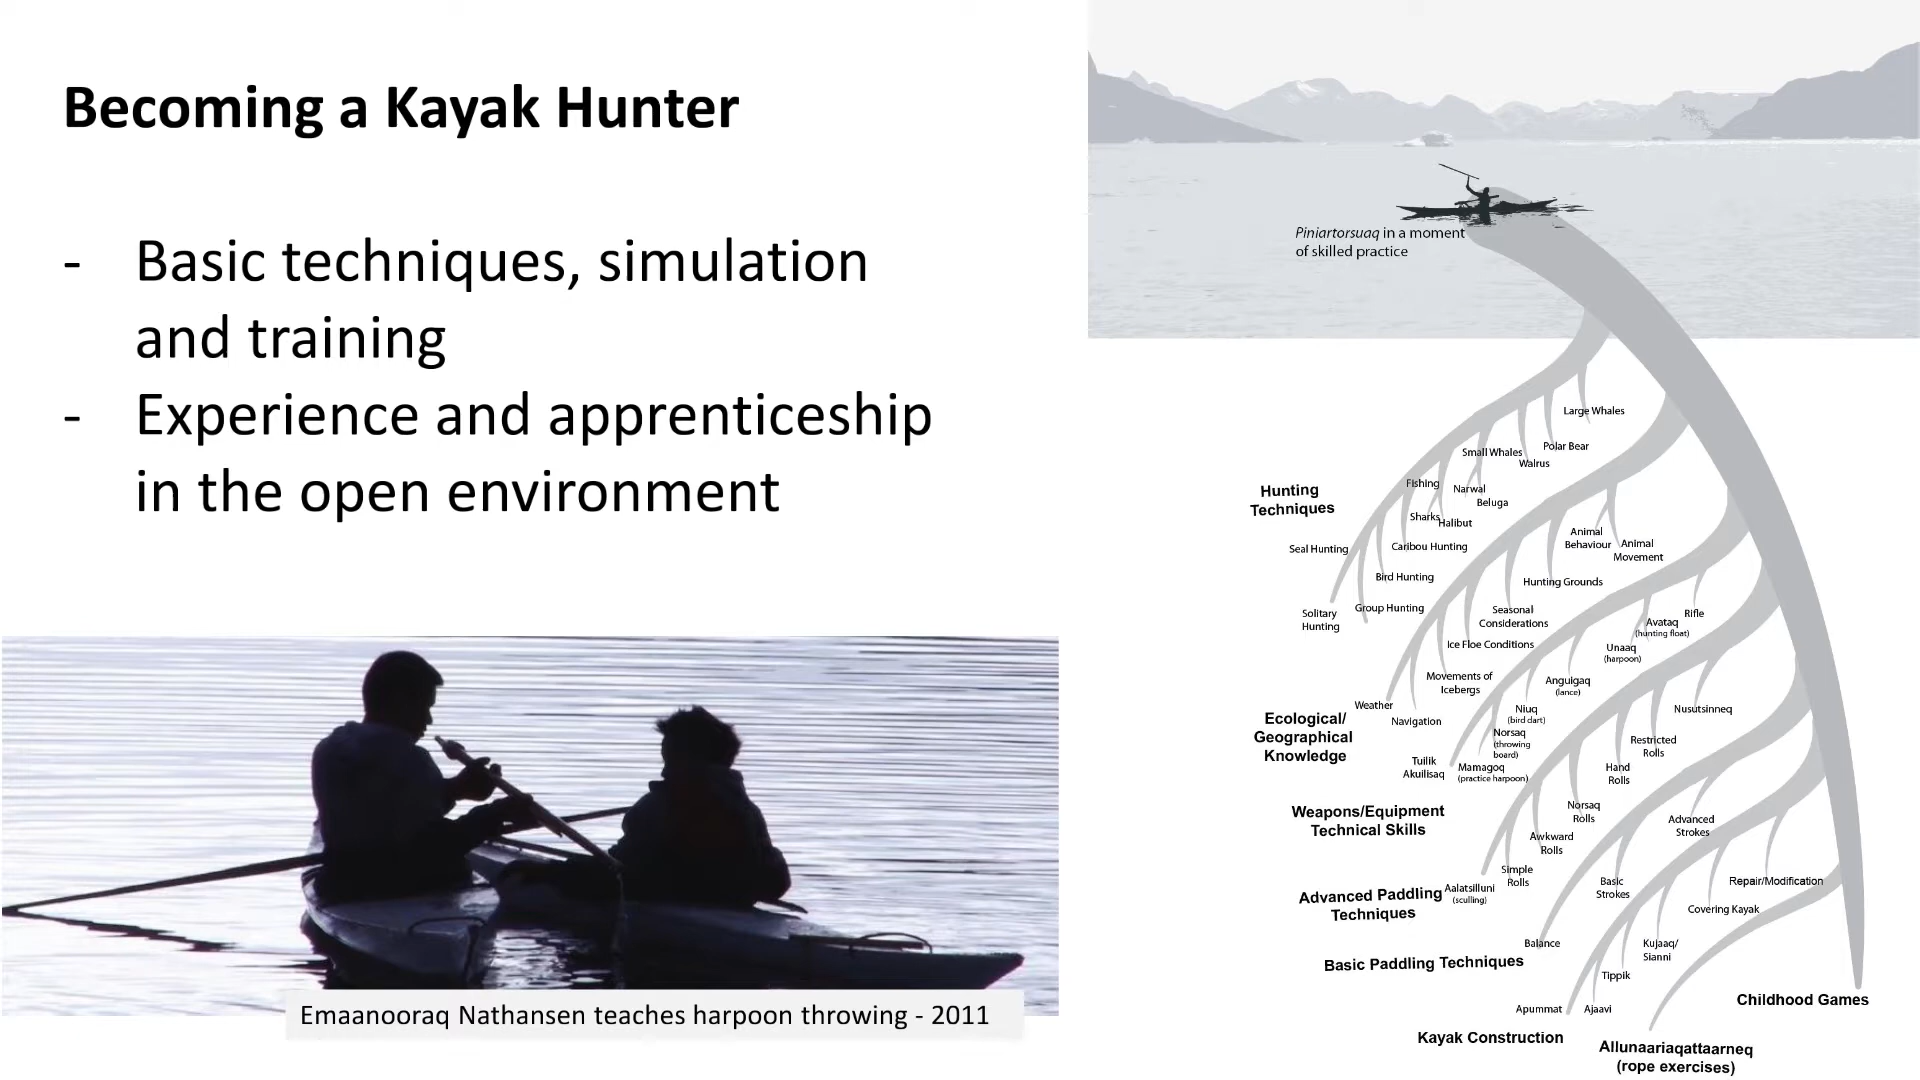 Becoming a Kayak Hunter
- Basic techniques, simulation
and training
- Experience and apprenticeship
in the open environment
Emaanooraq Nathansen teaches harpoon throwing - 2011
Piniartorsuaq in a moment
of skilled practice
Hunting
Techniques
Large Whales
Polar Bear
Small Whales
Walrus
Fishing
Narwal
Beluga
Sharks
Halibut
Seal Hunting
Caribou Hunting
Bird Hunting
Group Hunting
Solitary
Hunting
Animal
Behaviour
Animal
Movement
Hunting Grounds
Seasonal
Considerations
Ice Floe Conditions
Movements of
Icebergs
Weather
Navigation
Ecological/
Geographical
Knowledge
Rifle
Avataq
(hunting float)
Unaaq
(harpoon)
Anguigaq
(lance)
Niuq
(bird dart)
Norsaq
(throwing
board)
Mamagoq
(practice harpoon)
Tuilik
Akuilisaq
Weapons/Equipment
Technical Skills
Nusutsinneq
Restricted
Rolls
Hand
Rolls
Norsaq
Rolls
Awkward
Rolls
Simple
Rolls
Aalatsilluni
(sculling)
Advanced Paddling
Techniques
Advanced
Strokes
Basic
Strokes
Balance
Basic Paddling Techniques
Repair/Modification
Covering Kayak
Kujaaq/
Sianni
Tippik
Ajaavi
Apummat
Kayak Construction
Allunaariaqattaarneq
(rope exercises)
Childhood Games